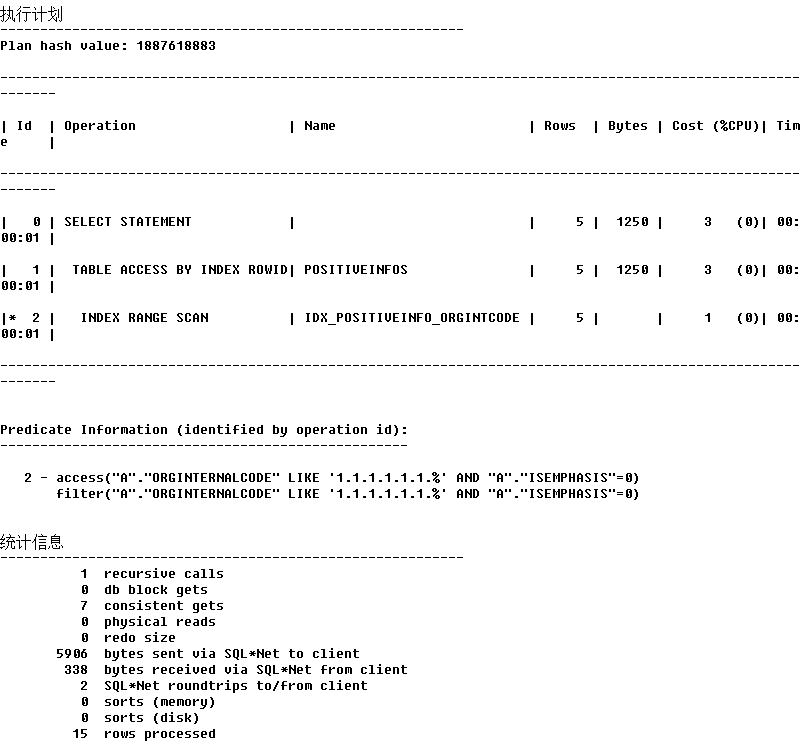 执行计划
----------------------------------------------------------
Plan hash value: 1887618883

----------------------------------------------------------------------------------------------------
-------

| Id  | Operation                   | Name                        | Rows  | Bytes | Cost (%CPU)| Tim
e     |

----------------------------------------------------------------------------------------------------
-------

|   0 | SELECT STATEMENT            |                             |     5 |  1250 |     3   (0)| 00:
00:01 |

|   1 |  TABLE ACCESS BY INDEX ROWID| POSITIVEINFOS               |     5 |  1250 |     3   (0)| 00:
00:01 |

|*  2 |   INDEX RANGE SCAN          | IDX_POSITIVEINFO_ORGINTCODE |     5 |       |     1   (0)| 00:
00:01 |

----------------------------------------------------------------------------------------------------
-------


Predicate Information (identified by operation id):
---------------------------------------------------

   2 - access("A"."ORGINTERNALCODE" LIKE '1.1.1.1.1.1.%' AND "A"."ISEMPHASIS"=0)
       filter("A"."ORGINTERNALCODE" LIKE '1.1.1.1.1.1.%' AND "A"."ISEMPHASIS"=0)


统计信息
----------------------------------------------------------
          1  recursive calls
          0  db block gets
          7  consistent gets
          0  physical reads
          0  redo size
       5906  bytes sent via SQL*Net to client
        338  bytes received via SQL*Net from client
          2  SQL*Net roundtrips to/from client
          0  sorts (memory)
          0  sorts (disk)
         15  rows processed